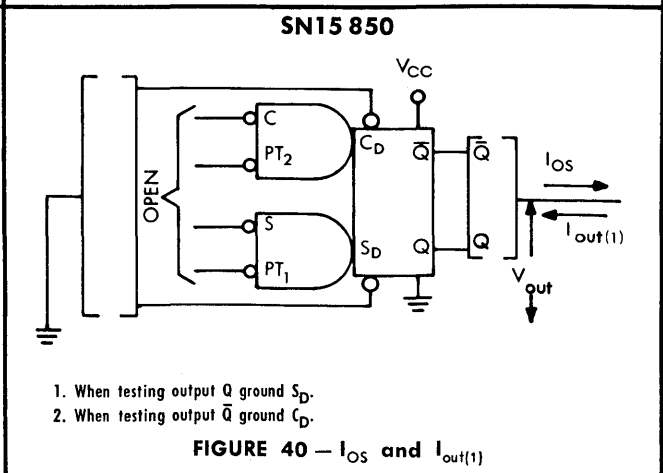 SN15 850
VCC
C
PT2
CD
Q̅
Q̅
IOS
OPEN
S
PT1
SD
Q
Q
Iout(1)
Vout
1. When testing output Q ground SD.
2. When testing output Q̅ ground CD.
FIGURE 40 — IOS and Iout(1)